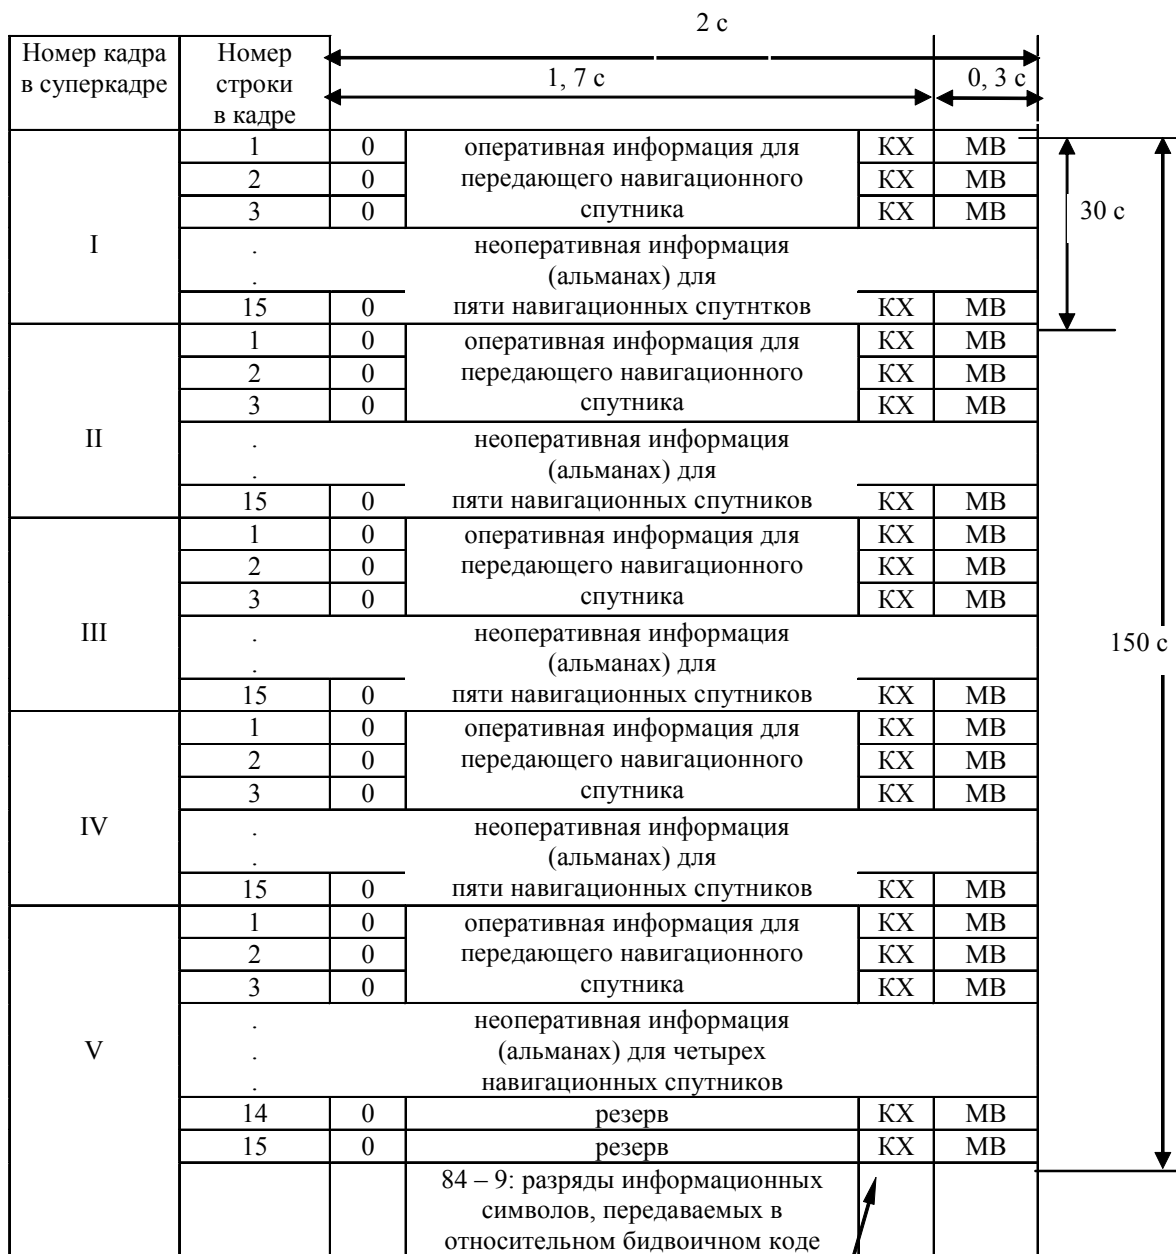 2 с
Номер кадра в суперкадре
Номер строки в кадре
1, 7 с
0, 3 с
I
1 0 оперативная информация для КХ МВ
2 0 передающего навигационного КХ МВ
3 0 спутника КХ МВ
30 с
. неоперативная информация
. (альманах) для
15 0 пяти навигационных спутнтков КХ МВ
II
1 0 оперативная информация для КХ МВ
2 0 передающего навигационного КХ МВ
3 0 спутника КХ МВ
. неоперативная информация
. (альманах) для
15 0 пяти навигационных спутников КХ МВ
III
1 0 оперативная информация для КХ МВ
2 0 передающего навигационного КХ МВ
3 0 спутника КХ МВ
. неоперативная информация
. (альманах) для
15 0 пяти навигационных спутников КХ МВ
150 с
IV
1 0 оперативная информация для КХ МВ
2 0 передающего навигационного КХ МВ
3 0 спутника КХ МВ
. неоперативная информация
. (альманах) для
15 0 пяти навигационных спутников КХ МВ
V
1 0 оперативная информация для КХ МВ
2 0 передающего навигационного КХ МВ
3 0 спутника КХ МВ
. неоперативная информация
. (альманах) для четырех
. навигационных спутников
14 0 резерв КХ МВ
15 0 резерв КХ МВ
84 – 9: разряды информационных
символов, передаваемых в
относительном бидвоичном коде